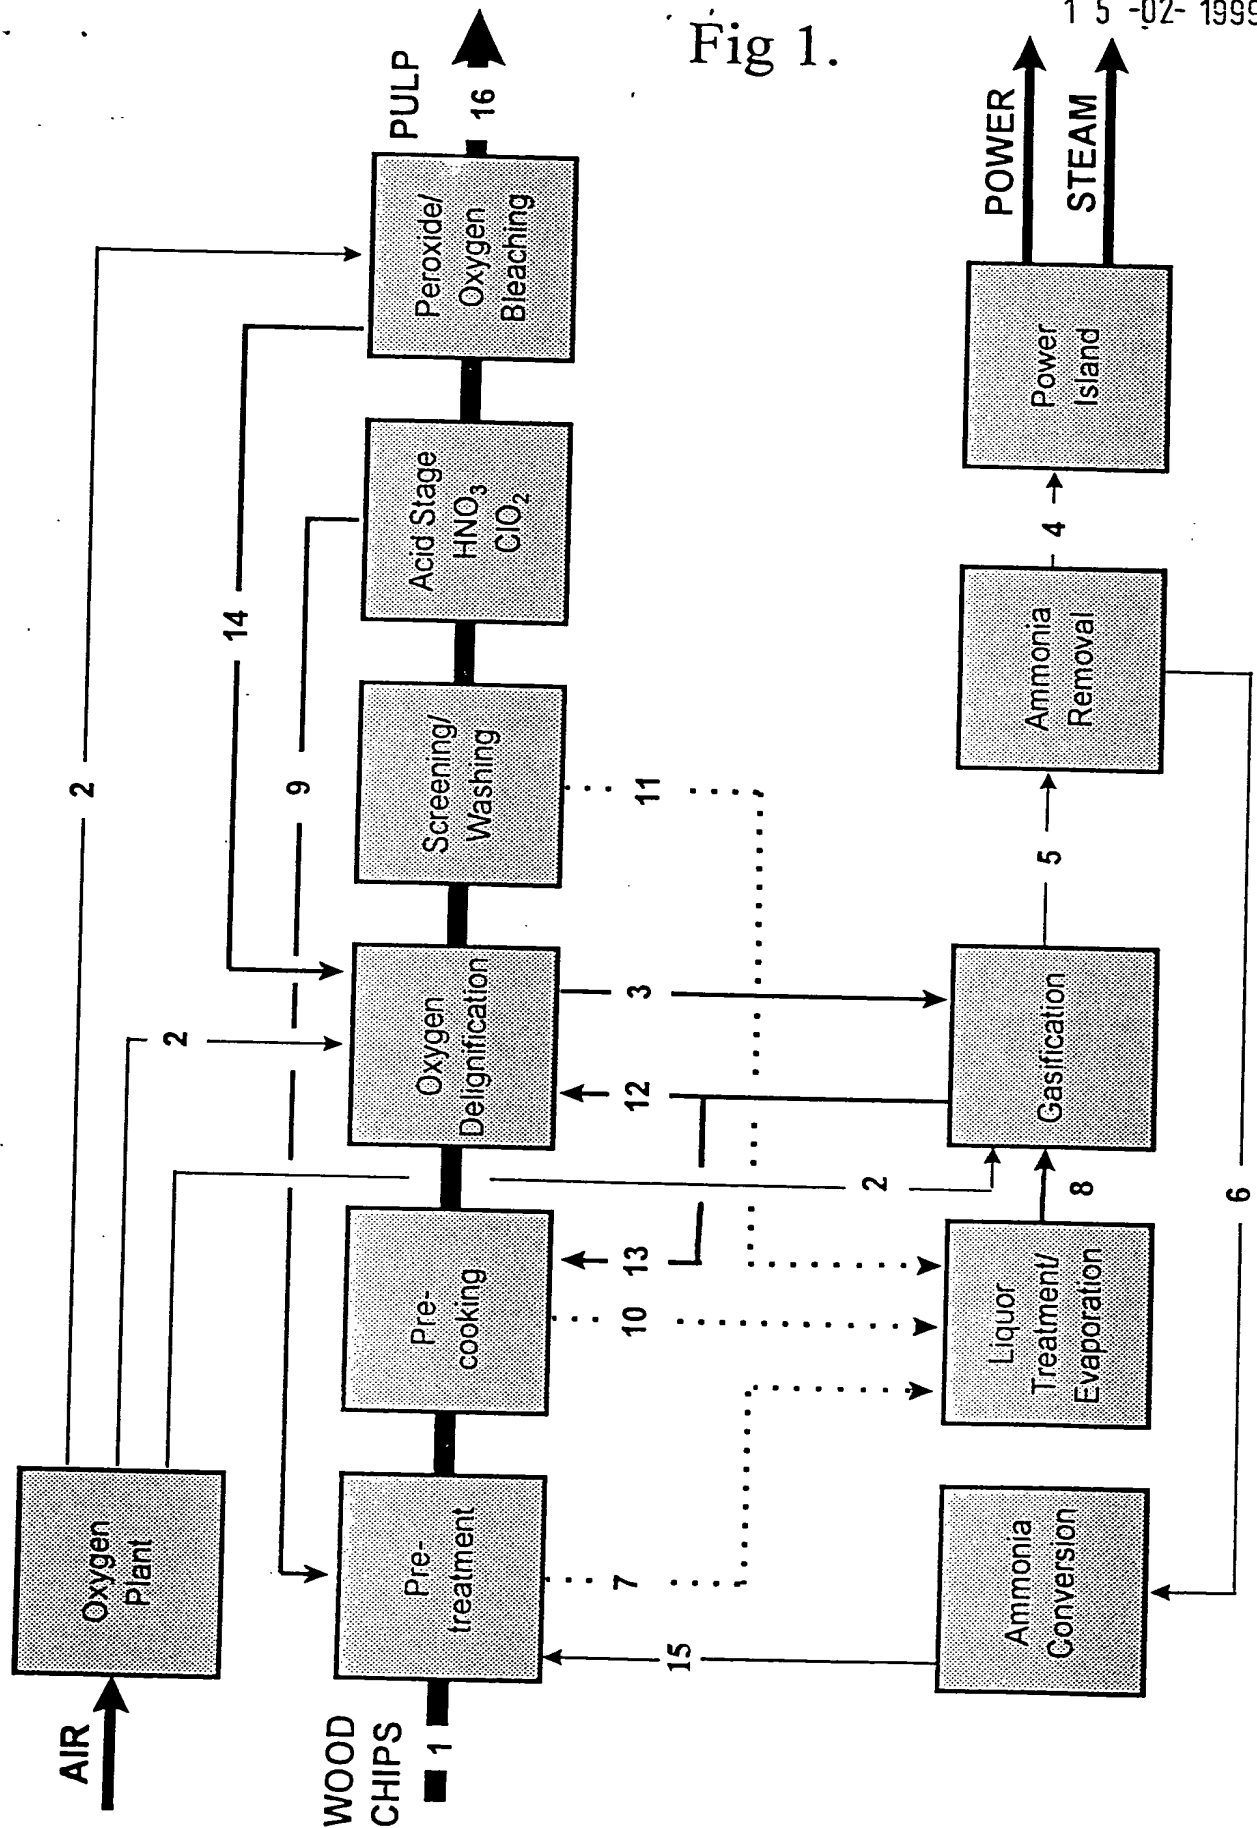 15-02-1999
Fig 1.
AIR
Oxygen
Plant
2
2
2
14
9
WOOD
CHIPS
1
Pre-
treatment
Pre-
cooking
Oxygen
Delignification
Screening/
Washing
Acid Stage
HNO3
ClO2
Peroxide/
Oxygen
Bleaching
PULP
16
15
7
10
13
12
3
11
Ammonia
Conversion
Liquor
Treatment/
Evaporation
8
Gasification
5
Ammonia
Removal
4
Power
Island
POWER
STEAM
6